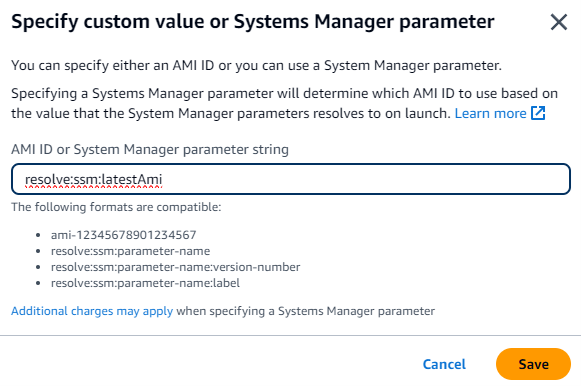 Specify custom value or Systems Manager parameter
You can specify either an AMI ID or you can use a System Manager parameter.
Specifying a Systems Manager parameter will determine which AMI ID to use based on
the value that the System Manager parameters resolves to on launch. Learn more
AMI ID or System Manager parameter string
resolve:ssm:latestAmi
The following formats are compatible:
• ami-12345678901234567
• resolve:ssm:parameter-name
• resolve:ssm:parameter-name:version-number
• resolve:ssm:parameter-name:label
Additional charges may apply when specifying a Systems Manager parameter
Cancel Save